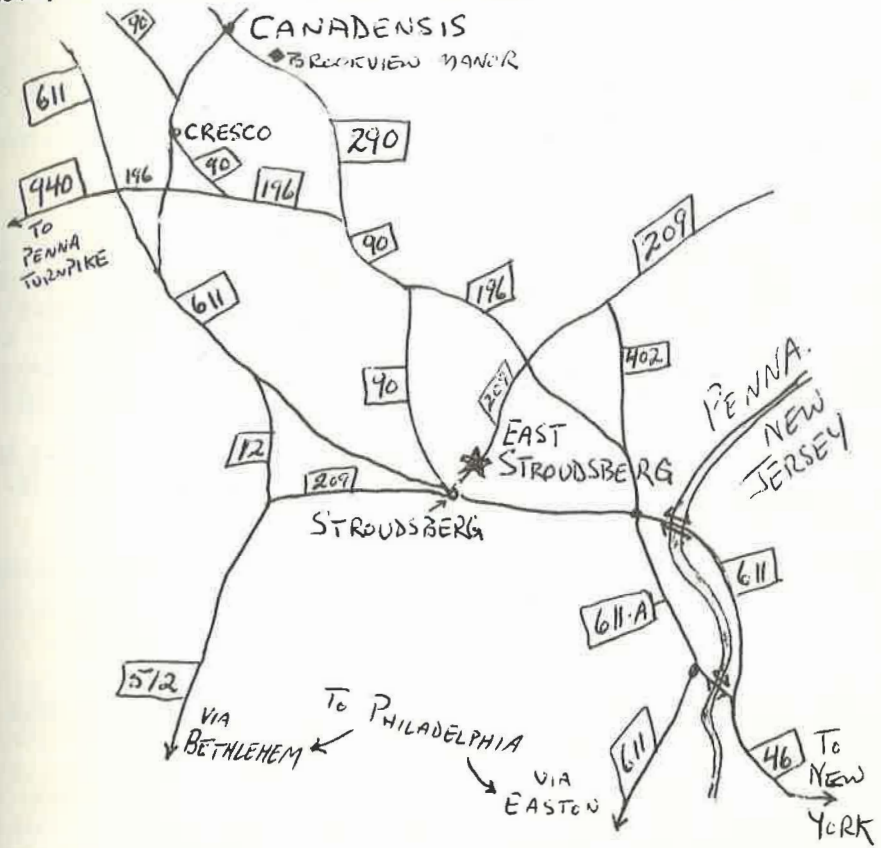 90
CANADENSIS
BROOKVIEW MANOR
611
CRESCO
290
90
940
196
196
TO
PENNA
TURNPIKE
90
209
611
196
402
90
209
PENNA.
NEW
JERSEY
12
EAST
STROUDSBERG
209
STROUDSBERG
611
611-A
512
VIA
BETHLEHEM
TO PHILADELPHIA
VIA
EASTON
611
46
TO
NEW
YORK